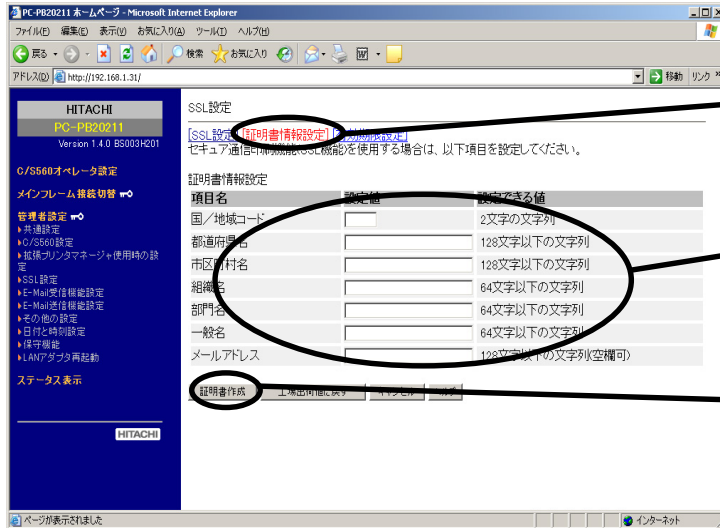 PC-PB20211 ホームページ - Microsoft Internet Explorer
ファイル(F) 編集(E) 表示(V) お気に入り(A) ツール(T) ヘルプ(H)
戻る 検索 お気に入り
アドレス(D) http://192.168.1.31/ 移動 リンク »
HITACHI
PC-PB20211
Version 1.4.0 BS003H201
C/S560オペレータ設定
メインフレーム接続切替
管理者設定
共通設定
C/S560設定
拡張プリンタマネージャ使用時の設定
SSL設定
E-Mail受信機能設定
E-Mail送信機能設定
その他の設定
日付と時刻設定
保守機能
LANアダプタ再起動
ステータス表示
HITACHI
SSL設定
[SSL設定] [証明書情報設定] [有効期限設定]
セキュア通信印刷機能(SSL機能)を使用する場合は、以下項目を設定してください。
証明書情報設定
項目名 設定値 設定できる値
国／地域コード 2文字の文字列
都道府県名 128文字以下の文字列
市区町村名 128文字以下の文字列
組織名 64文字以下の文字列
部門名 64文字以下の文字列
一般名 64文字以下の文字列
メールアドレス 128文字以下の文字列(空欄可)
証明書作成 工場出荷値に戻す キャンセル ヘルプ
ページが表示されました インターネット